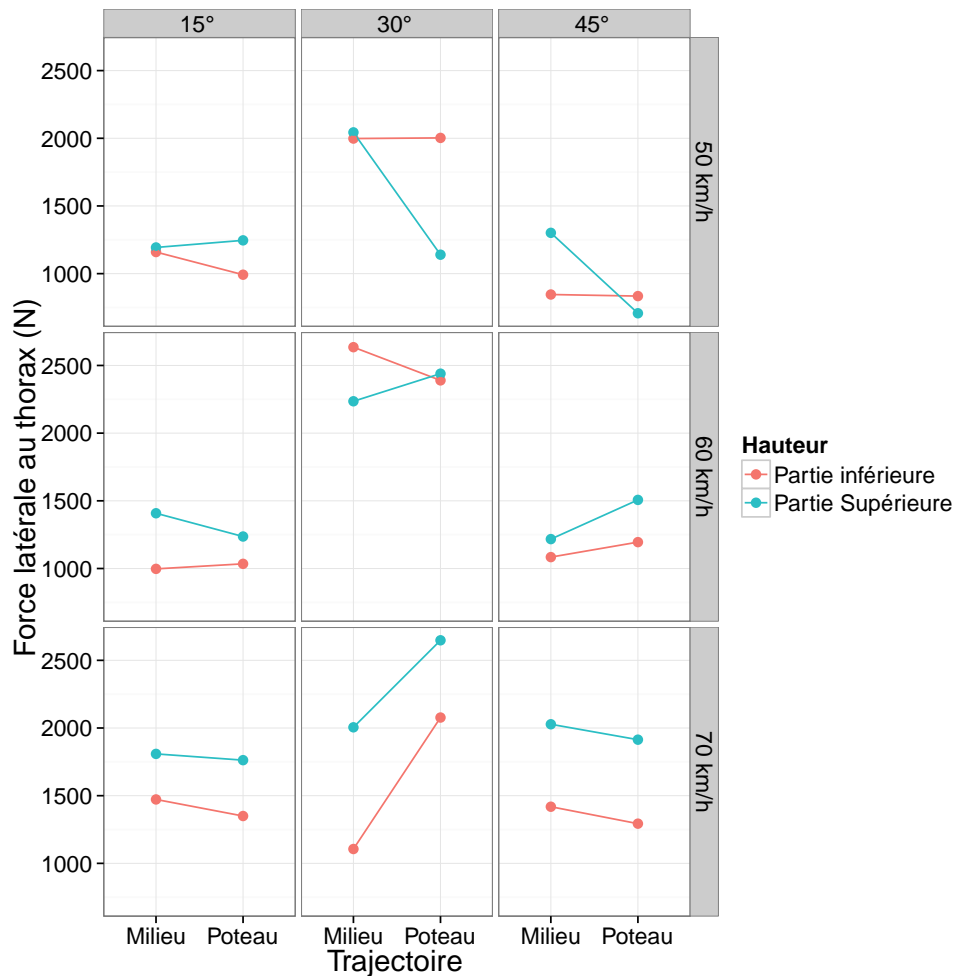 15°
30°
45°
2500
2000
1500
1000
50 km/h
2500
2000
1500
1000
60 km/h
2500
2000
1500
1000
70 km/h
Force latérale au thorax (N)
Milieu
Poteau
Milieu
Poteau
Milieu
Poteau
Trajectoire
Hauteur
Partie inférieure
Partie Supérieure